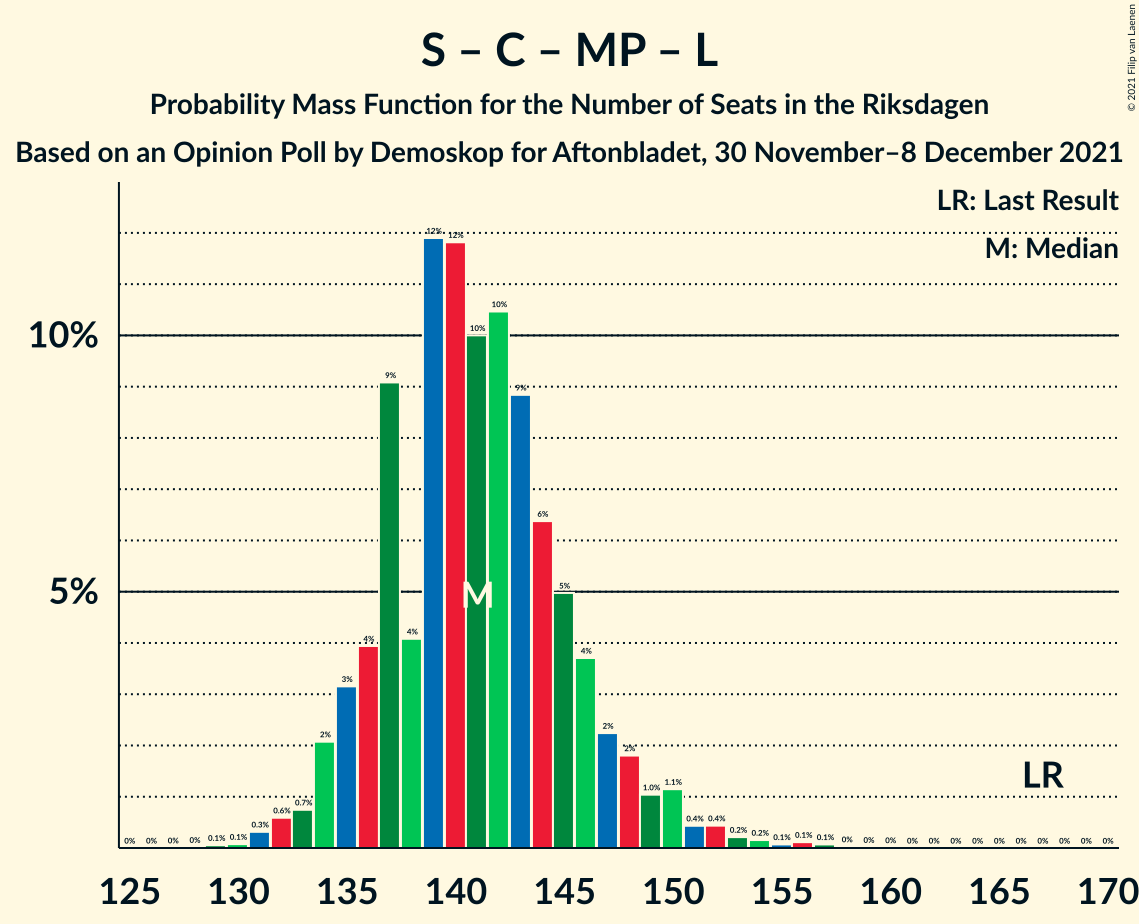 S – C – MP – L
Probability Mass Function for the Number of Seats in the Riksdagen
Based on an Opinion Poll by Demoskop for Aftonbladet, 30 November–8 December 2021
© 2021 Filip van Laenen
LR: Last Result
M: Median
10%
5%
0% 0% 0% 0% 0.1% 0.1% 0.3% 0.6% 0.7% 2% 3% 4% 9% 4% 12% 12% 10% 10% 9% 6% 5% 4% 2% 2% 1.0% 1.1% 0.4% 0.4% 0.2% 0.2% 0.1% 0.1% 0.1% 0% 0% 0% 0% 0% 0% 0% 0% 0% 0% 0% 0% 0%
M
LR
125 130 135 140 145 150 155 160 165 170